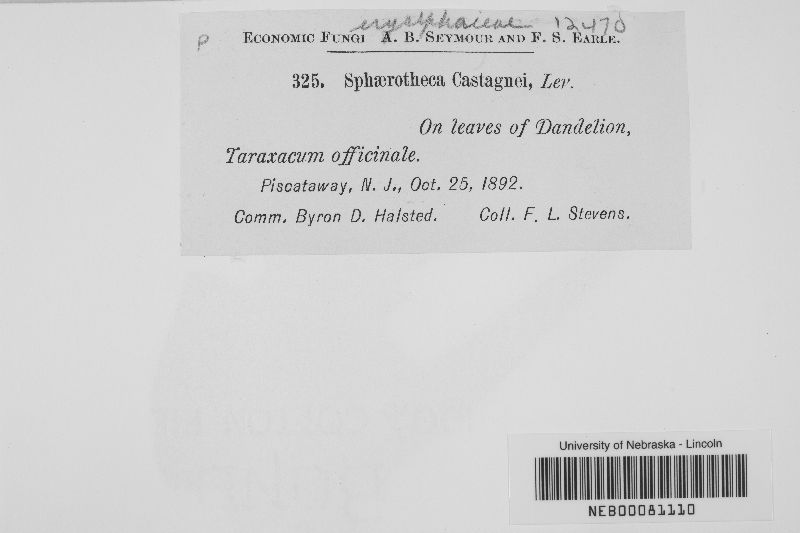 erysiphaceae 12470
P ECONOMIC FUNGI A. B. SEYMOUR AND F. S. EARLE.
325. Sphærotheca Castagnei, Lev.
On leaves of Dandelion,
Taraxacum officinale.
Piscataway, N. J., Oct. 25, 1892.
Comm. Byron D. Halsted. Coll. F. L. Stevens.
University of Nebraska - Lincoln
NEB00081110